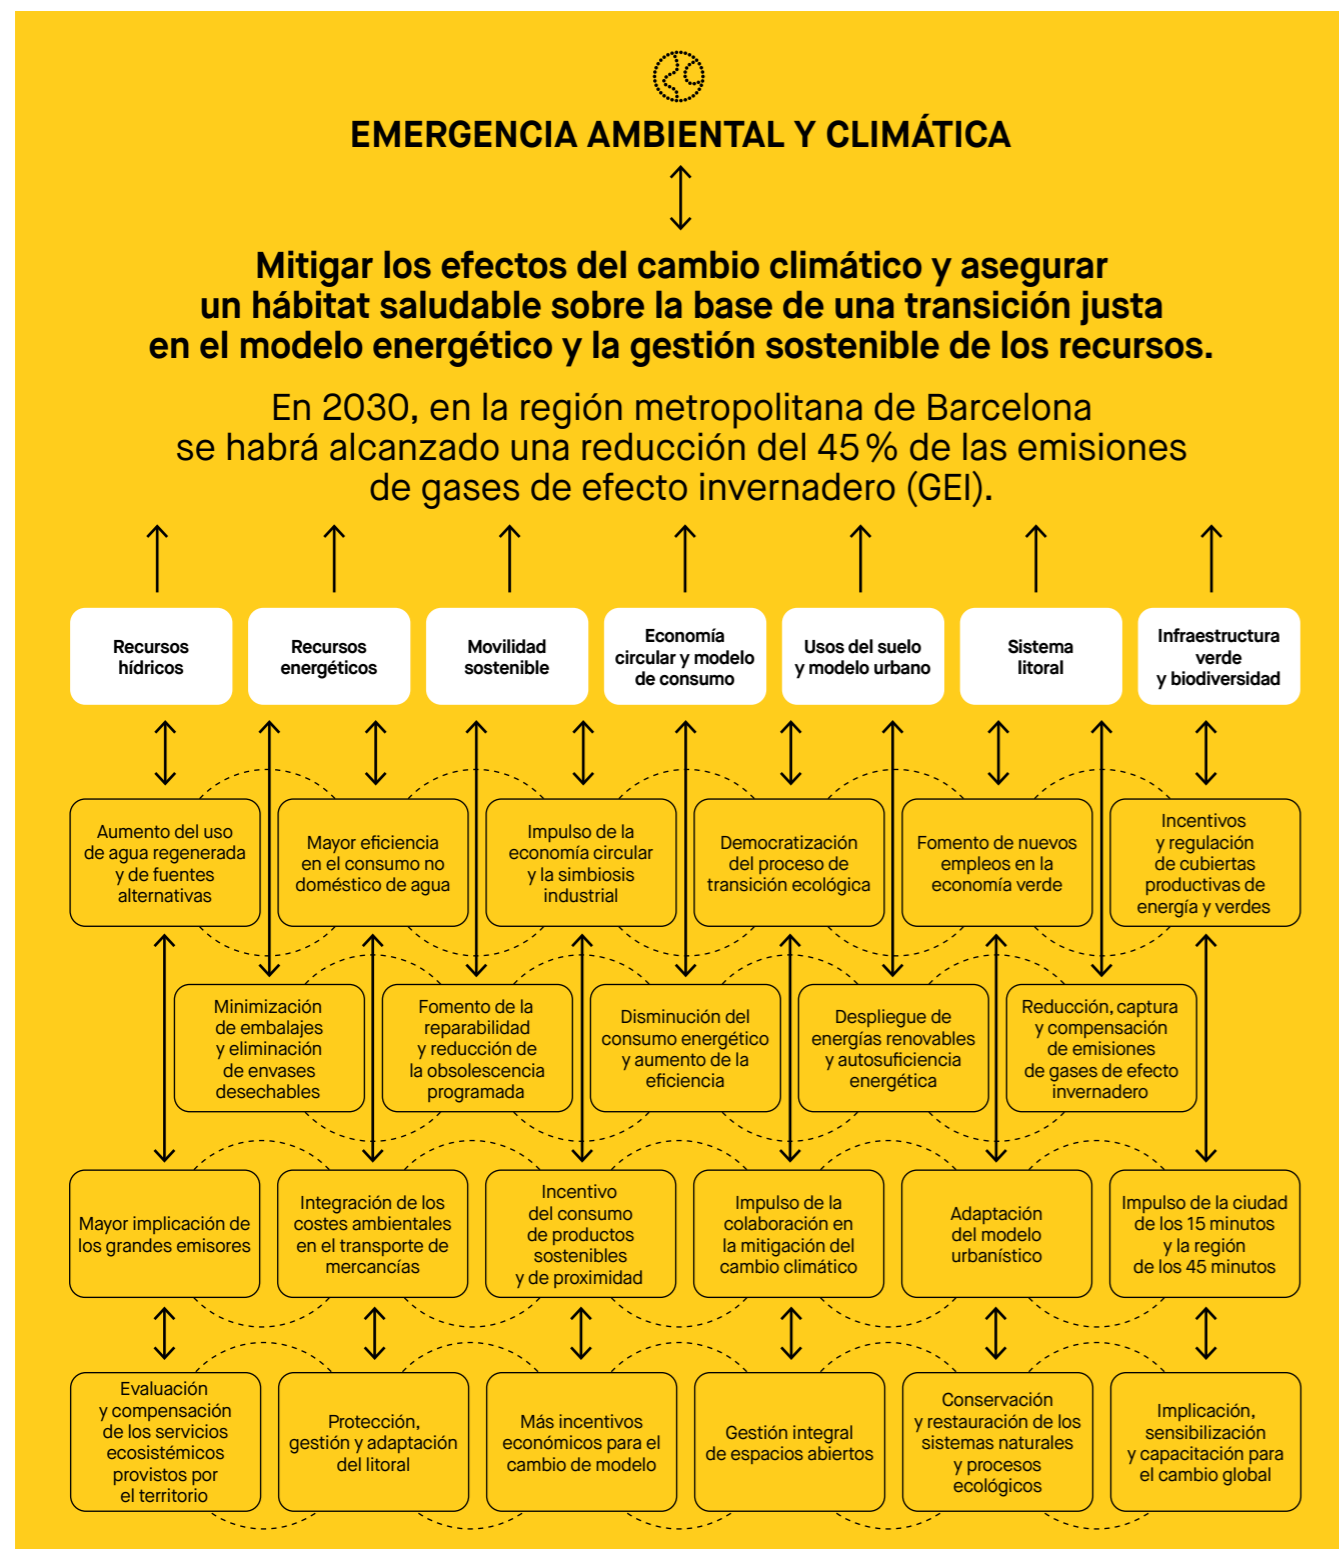 EMERGENCIA AMBIENTAL Y CLIMÁTICA
Mitigar los efectos del cambio climático y asegurar
un hábitat saludable sobre la base de una transición justa
en el modelo energético y la gestión sostenible de los recursos.
En 2030, en la región metropolitana de Barcelona
se habrá alcanzado una reducción del 45 % de las emisiones
de gases de efecto invernadero (GEI).
Recursos
hídricos
Recursos
energéticos
Movilidad
sostenible
Economía
circular y modelo
de consumo
Usos del suelo
y modelo urbano
Sistema
litoral
Infraestructura
verde
y biodiversidad
Aumento del uso
de agua regenerada
y de fuentes
alternativas
Mayor eficiencia
en el consumo no
doméstico de agua
Impulso de la
economía circular
y la simbiosis
industrial
Democratización
del proceso de
transición ecológica
Fomento de nuevos
empleos en la
economía verde
Incentivos
y regulación
de cubiertas
productivas de
energía y verdes
Minimización
de embalajes
y eliminación
de envases
desechables
Fomento de la
reparabilidad
y reducción de
la obsolescencia
programada
Disminución del
consumo energético
y aumento de la
eficiencia
Despliegue de
energías renovables
y autosuficiencia
energética
Reducción, captura
y compensación
de emisiones
de gases de efecto
invernadero
Mayor implicación de
los grandes emisores
Integración de los
costes ambientales
en el transporte de
mercancías
Incentivo
del consumo
de productos
sostenibles
y de proximidad
Impulso de la
colaboración en
la mitigación del
cambio climático
Adaptación
del modelo
urbanístico
Impulso de la ciudad
de los 15 minutos
y la región
de los 45 minutos
Evaluación
y compensación
de los servicios
ecosistémicos
provistos por
el territorio
Protección,
gestión y adaptación
del litoral
Más incentivos
económicos para el
cambio de modelo
Gestión integral
de espacios abiertos
Conservación
y restauración de los
sistemas naturales
y procesos
ecológicos
Implicación,
sensibilización
y capacitación para
el cambio global